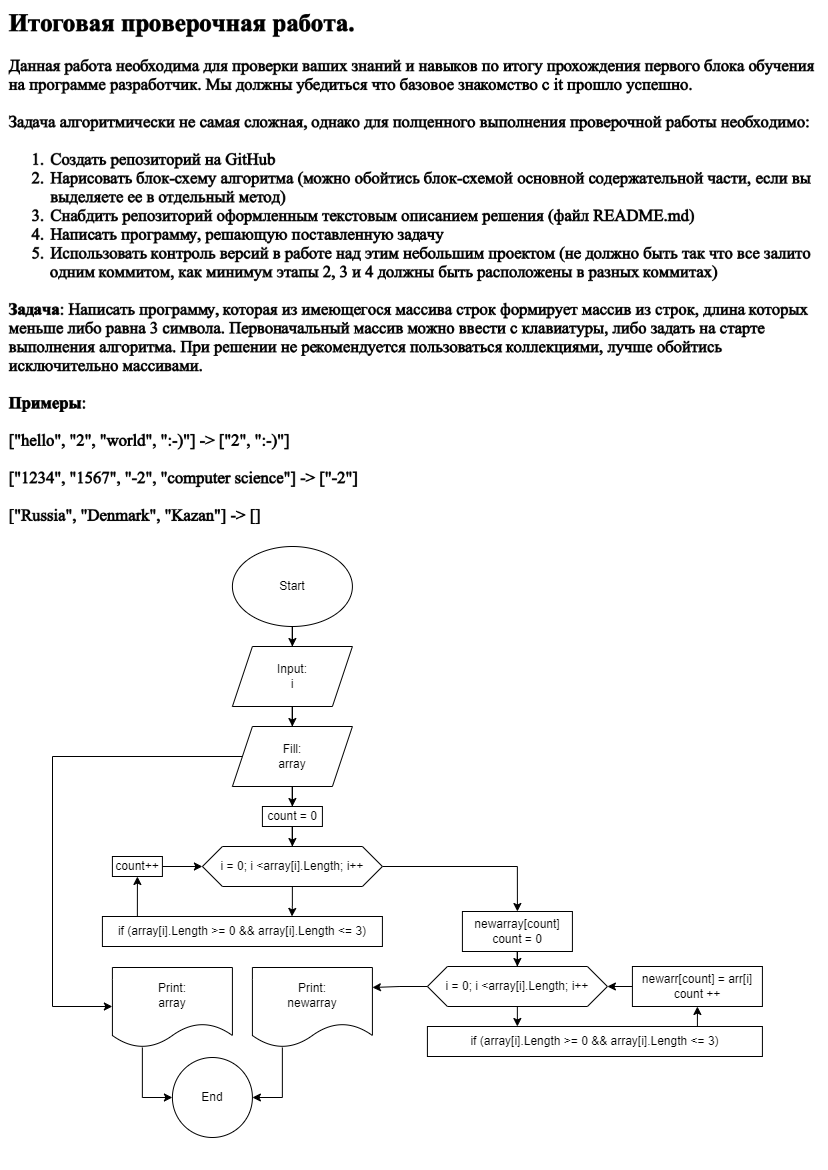 Итоговая проверочная работа.
Данная работа необходима для проверки ваших знаний и навыков по итогу прохождения первого блока обучения
на программе разработчик. Мы должны убедиться что базовое знакомство с it прошло успешно.
Задача алгоритмически не самая сложная, однако для полценного выполнения проверочной работы необходимо:
1. Создать репозиторий на GitHub
2. Нарисовать блок-схему алгоритма (можно обойтись блок-схемой основной содержательной части, если вы
выделяете ее в отдельный метод)
3. Снабдить репозиторий оформленным текстовым описанием решения (файл README.md)
4. Написать программу, решающую поставленную задачу
5. Использовать контроль версий в работе над этим небольшим проектом (не должно быть так что все залито
одним коммитом, как минимум этапы 2, 3 и 4 должны быть расположены в разных коммитах)
Задача: Написать программу, которая из имеющегося массива строк формирует массив из строк, длина которых
меньше либо равна 3 символа. Первоначальный массив можно ввести с клавиатуры, либо задать на старте
выполнения алгоритма. При решении не рекомендуется пользоваться коллекциями, лучше обойтись
исключительно массивами.
Примеры:
["hello", "2", "world", ":-)"] -> ["2", ":-)"]
["1234", "1567", "-2", "computer science"] -> ["-2"]
["Russia", "Denmark", "Kazan"] -> []
Start
Input:
i
Fill:
array
count = 0
count++
i = 0; i <array[i].Length; i++
if (array[i].Length >= 0 && array[i].Length <= 3)
newarray[count]
count = 0
i = 0; i <array[i].Length; i++
newarr[count] = arr[i]
count ++
if (array[i].Length >= 0 && array[i].Length <= 3)
Print:
array
Print:
newarray
End